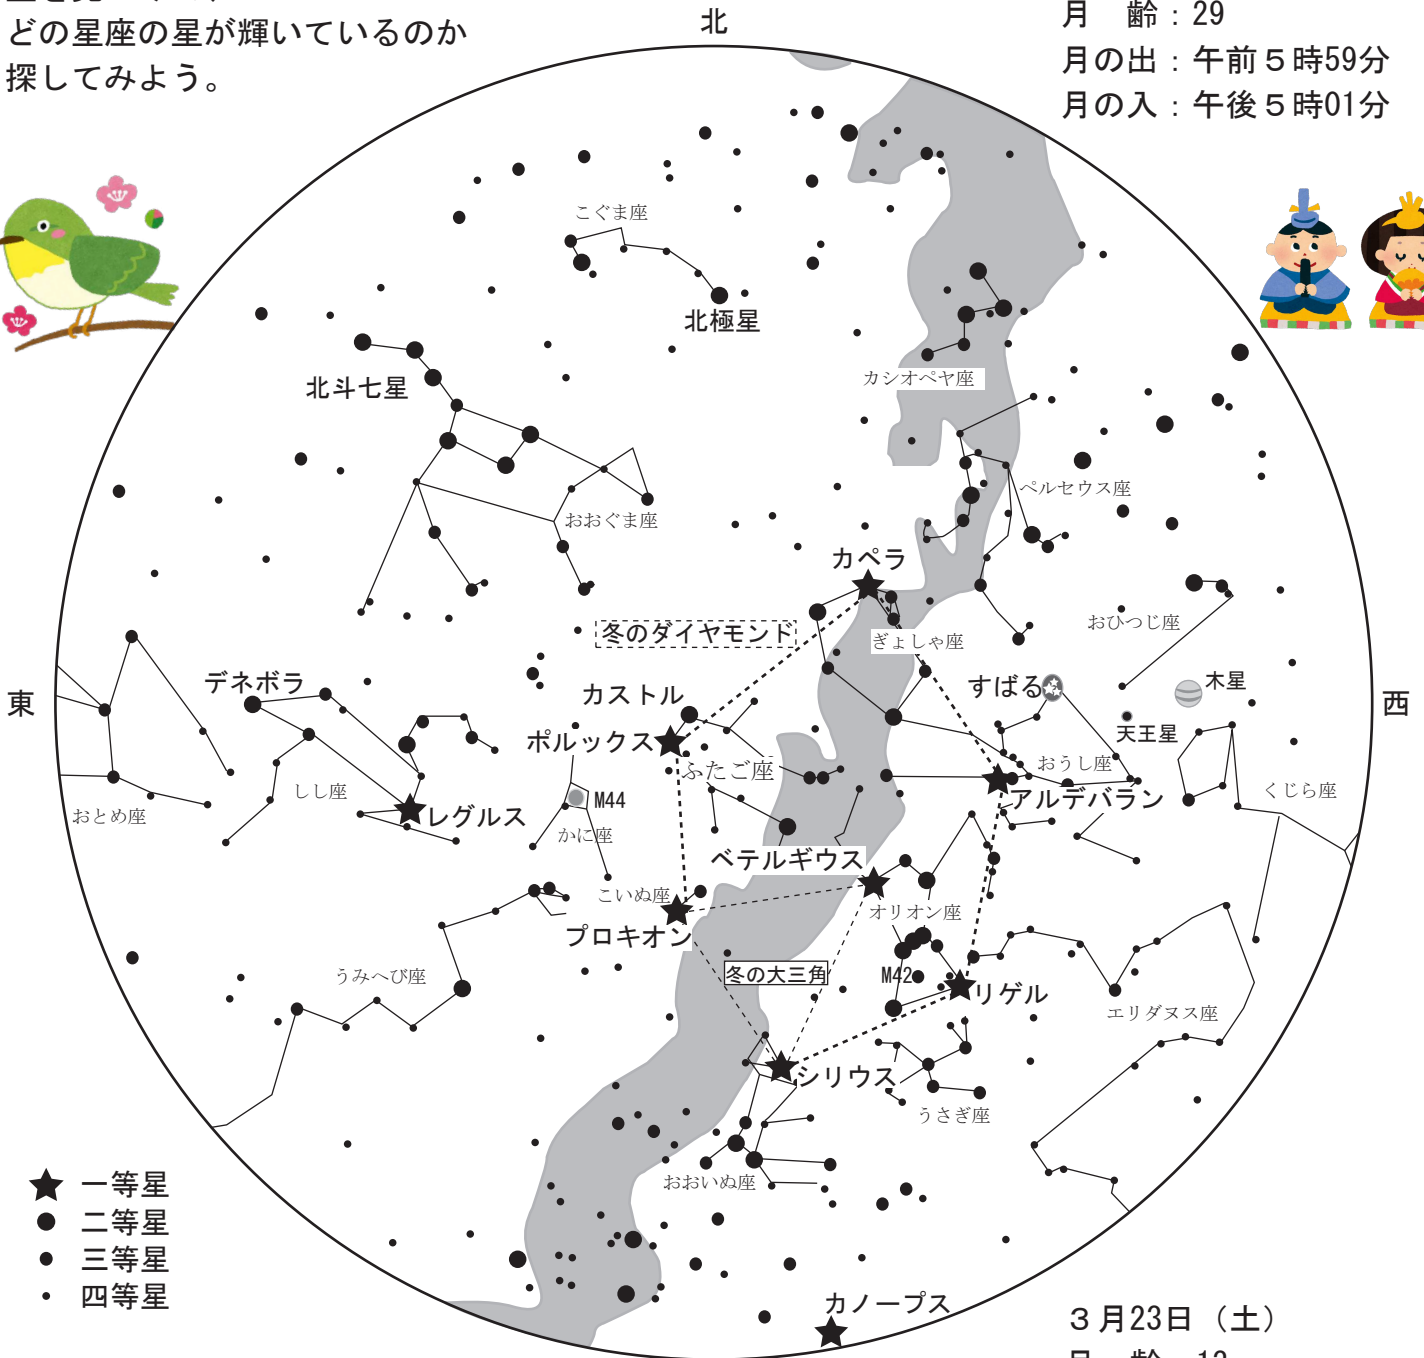 どの星座の星が輝いているのか
探してみよう。
北
月　齢：29
月の出：午前５時59分
月の入：午後５時01分
こぐま座
北極星
北斗七星
カシオペヤ座
おおぐま座
ペルセウス座
カペラ
冬のダイヤモンド
ぎょしゃ座
おひつじ座
東
デネボラ
カストル
すばる
木星
西
ポルックス
天王星
ふたご座
おうし座
しし座
M44
アルデバラン
くじら座
おとめ座
レグルス
かに座
ベテルギウス
こいぬ座
オリオン座
プロキオン
うみへび座
冬の大三角
M42
リゲル
エリダヌス座
シリウス
うさぎ座
おおいぬ座
一等星
二等星
三等星
四等星
カノープス
３月23日（土）